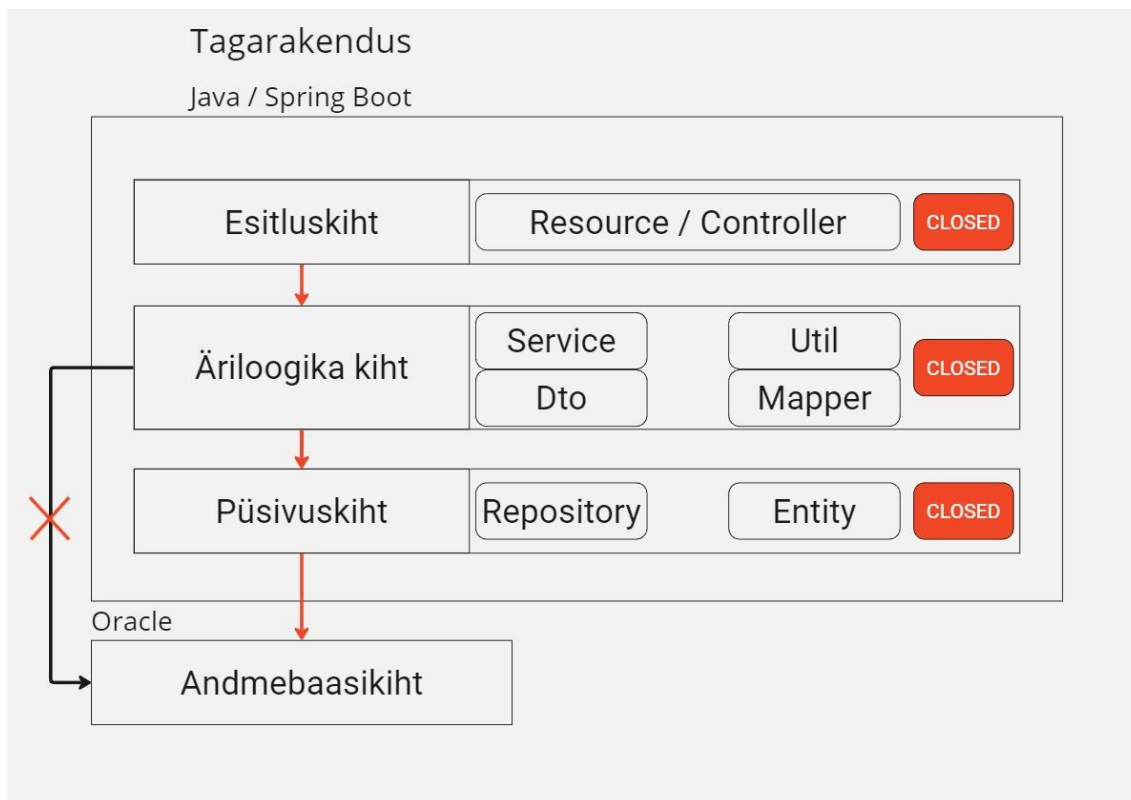 Tagarakendus
Java / Spring Boot
Esitluskiht
Resource / Controller
CLOSED
Äriloogika kiht
Service
Util
Dto
Mapper
CLOSED
Püsivuskiht
Repository
Entity
CLOSED
Oracle
Andmebaasikiht